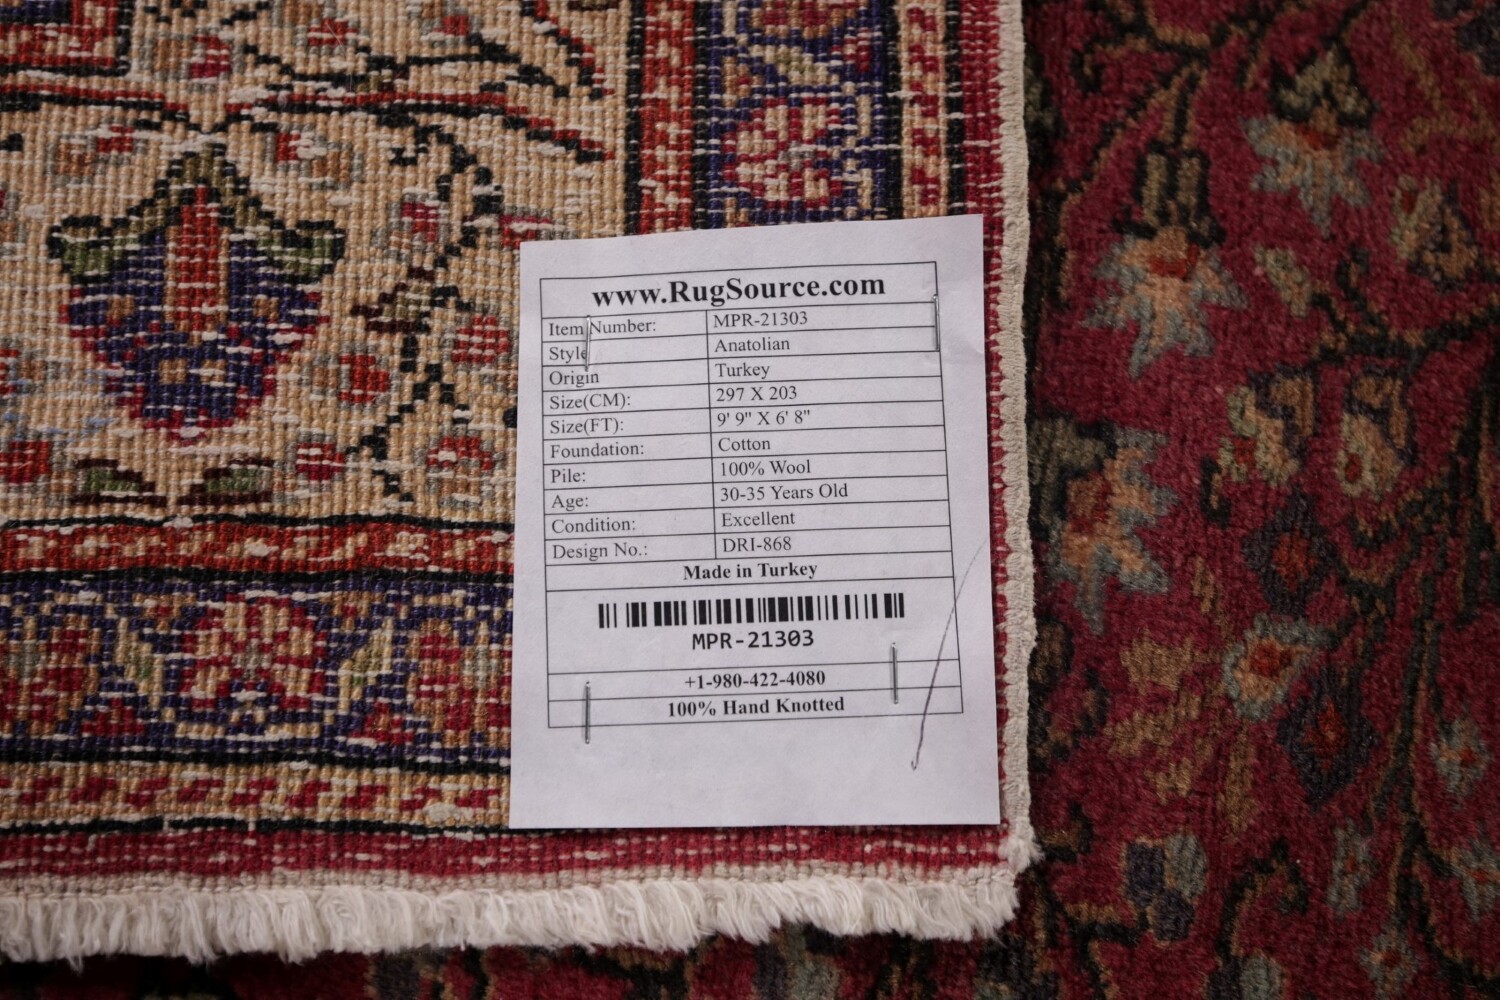 www.RugSource.com
Item Number: MPR-21303
Style Anatolian
Origin Turkey
Size(CM): 297 X 203
Size(FT): 9' 9" X 6' 8"
Foundation: Cotton
Pile: 100% Wool
Age: 30-35 Years Old
Condition: Excellent
Design No.: DRI-868
Made in Turkey
MPR-21303
+1-980-422-4080
100% Hand Knotted